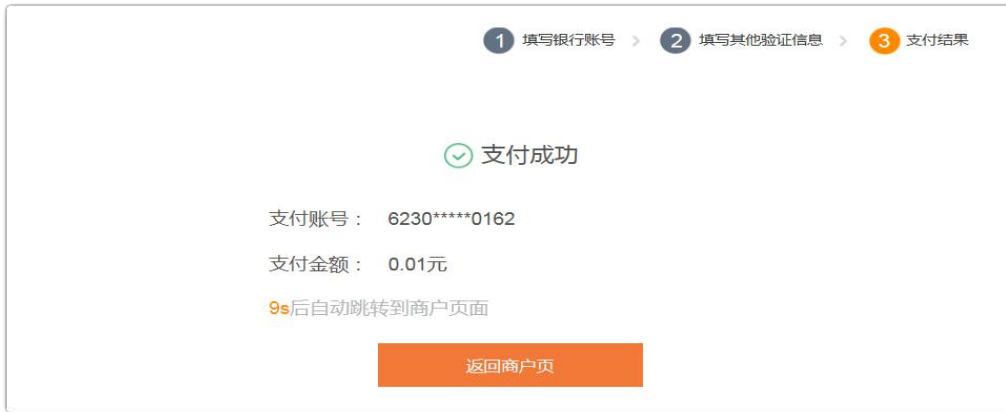 1 填写银行账号 > 2 填写其他验证信息 > 3 支付结果
支付成功
支付账号： 6230*****0162
支付金额： 0.01元
9s后自动跳转到商户页面
返回商户页